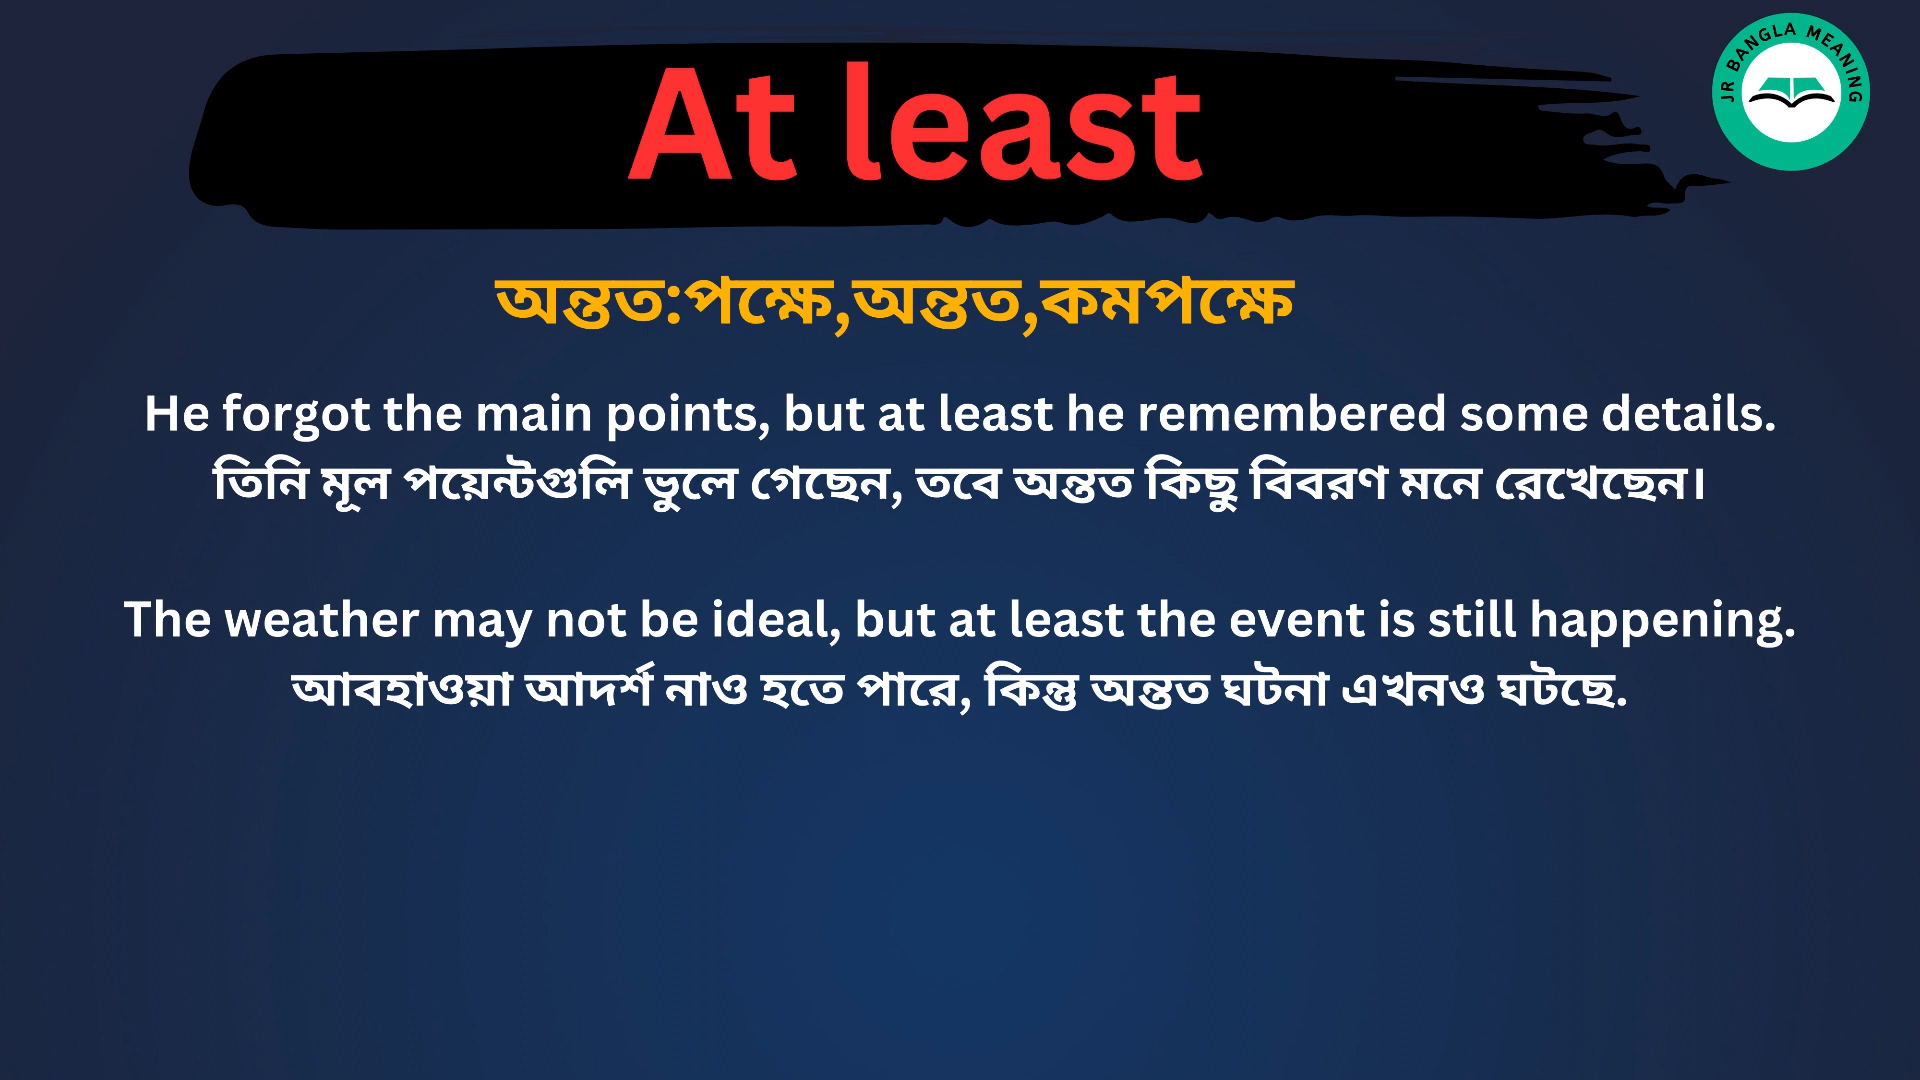 At least
JR BANGLA MEANING
অন্তত:পক্ষে,অন্তত,কমপক্ষে
He forgot the main points, but at least he remembered some details.
তিনি মূল পয়েন্টগুলি ভুলে গেছেন, তবে অন্তত কিছু বিবরণ মনে রেখেছেন।
The weather may not be ideal, but at least the event is still happening.
আবহাওয়া আদর্শ নাও হতে পারে, কিন্তু অন্তত ঘটনা এখনও ঘটছে.